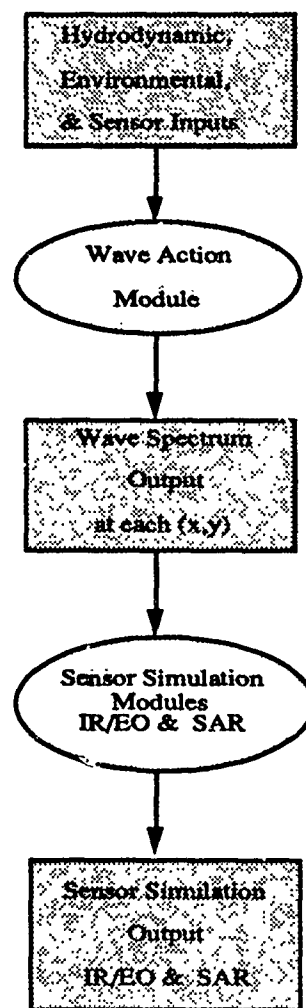 Hydrodynamic,
Environmental,
& Sensor Inputs
Wave Action
Module
Wave Spectrum
Output
at each (x,y)
Sensor Simulation
Modules
IR/EO & SAR
Sensor Simulation
Output
IR/EO & SAR